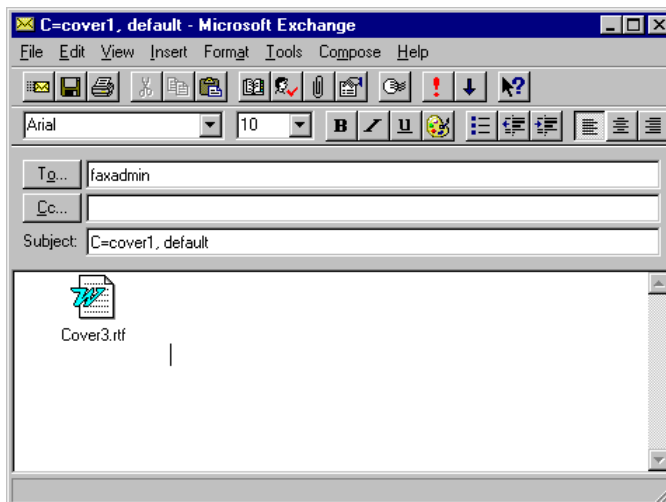 C=cover1, default - Microsoft Exchange
File Edit View Insert Format Tools Compose Help
Arial 10 B I U
To... faxadmin
Cc...
Subject: C=cover1, default
Cover3.rtf